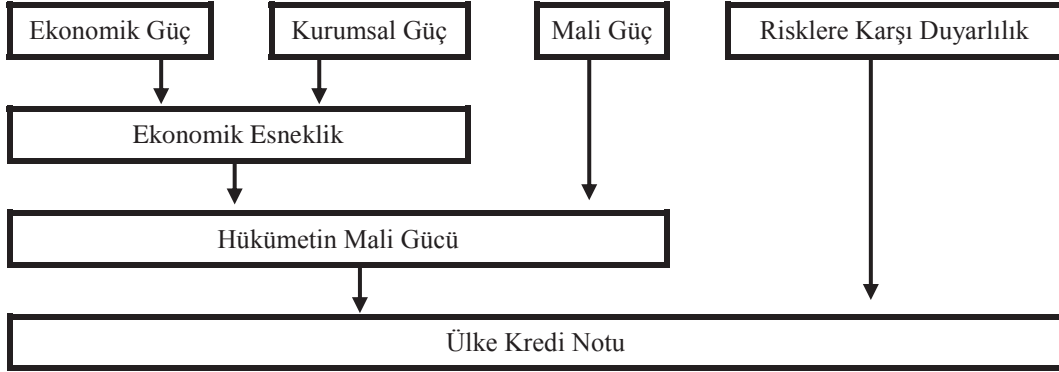 Ekonomik Güç
Kurumsal Güç
Mali Güç
Risklere Karşı Duyarlılık
Ekonomik Esneklik
Hükümetin Mali Gücü
Ülke Kredi Notu